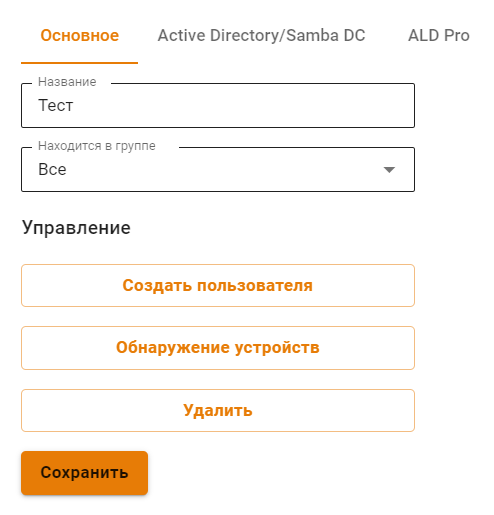 Основное Active Directory/Samba DC ALD Pro
Название
Тест
Находится в группе
Все
Управление
Создать пользователя
Обнаружение устройств
Удалить
Сохранить